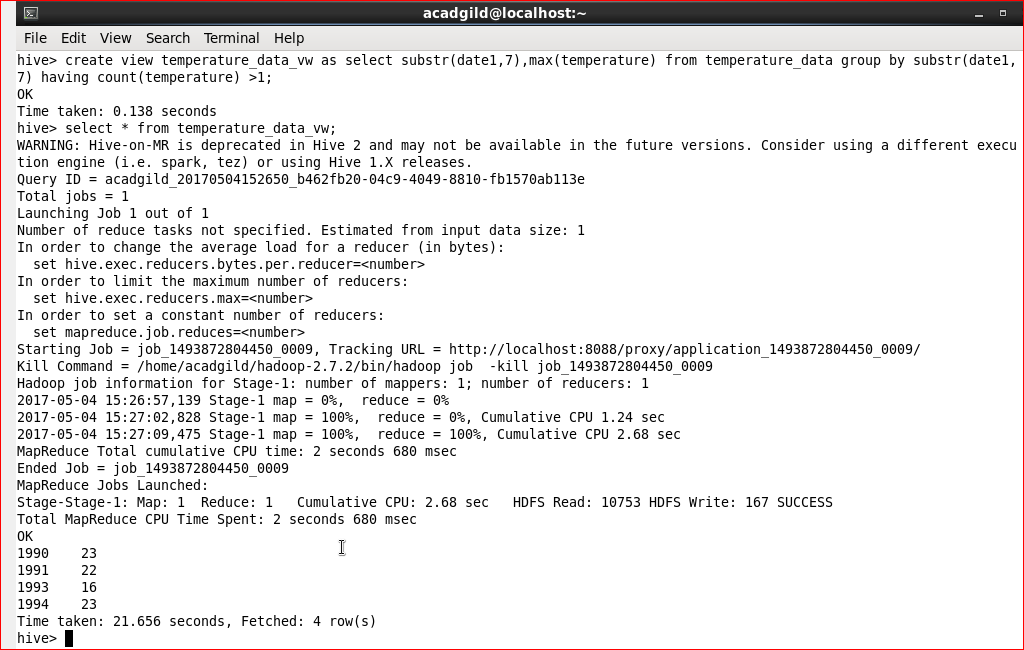 acadgild@localhost:~
File Edit View Search Terminal Help
hive> create view temperature_data_vw as select substr(date1,7),max(temperature) from temperature_data group by substr(date1,
7) having count(temperature) >1;
OK
Time taken: 0.138 seconds
hive> select * from temperature_data_vw;
WARNING: Hive-on-MR is deprecated in Hive 2 and may not be available in the future versions. Consider using a different execu
tion engine (i.e. spark, tez) or using Hive 1.X releases.
Query ID = acadgild_20170504152650_b462fb20-04c9-4049-8810-fb1570ab113e
Total jobs = 1
Launching Job 1 out of 1
Number of reduce tasks not specified. Estimated from input data size: 1
In order to change the average load for a reducer (in bytes):
  set hive.exec.reducers.bytes.per.reducer=<number>
In order to limit the maximum number of reducers:
  set hive.exec.reducers.max=<number>
In order to set a constant number of reducers:
  set mapreduce.job.reduces=<number>
Starting Job = job_1493872804450_0009, Tracking URL = http://localhost:8088/proxy/application_1493872804450_0009/
Kill Command = /home/acadgild/hadoop-2.7.2/bin/hadoop job  -kill job_1493872804450_0009
Hadoop job information for Stage-1: number of mappers: 1; number of reducers: 1
2017-05-04 15:26:57,139 Stage-1 map = 0%,  reduce = 0%
2017-05-04 15:27:02,828 Stage-1 map = 100%,  reduce = 0%, Cumulative CPU 1.24 sec
2017-05-04 15:27:09,475 Stage-1 map = 100%,  reduce = 100%, Cumulative CPU 2.68 sec
MapReduce Total cumulative CPU time: 2 seconds 680 msec
Ended Job = job_1493872804450_0009
MapReduce Jobs Launched:
Stage-Stage-1: Map: 1  Reduce: 1   Cumulative CPU: 2.68 sec   HDFS Read: 10753 HDFS Write: 167 SUCCESS
Total MapReduce CPU Time Spent: 2 seconds 680 msec
OK
1990    23
1991    22
1993    16
1994    23
Time taken: 21.656 seconds, Fetched: 4 row(s)
hive>